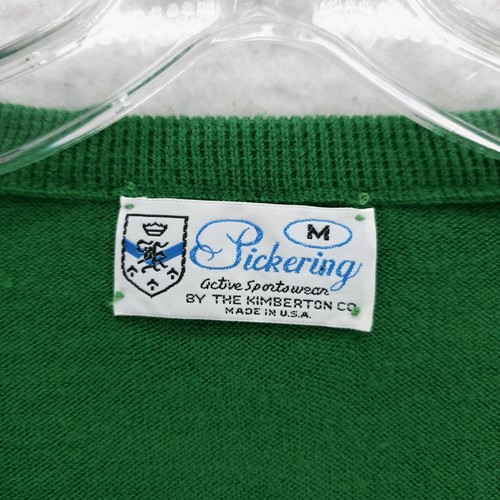 M
Pickering
active Sportswear
BY THE KIMBERTON CO.
MADE IN U.S.A.